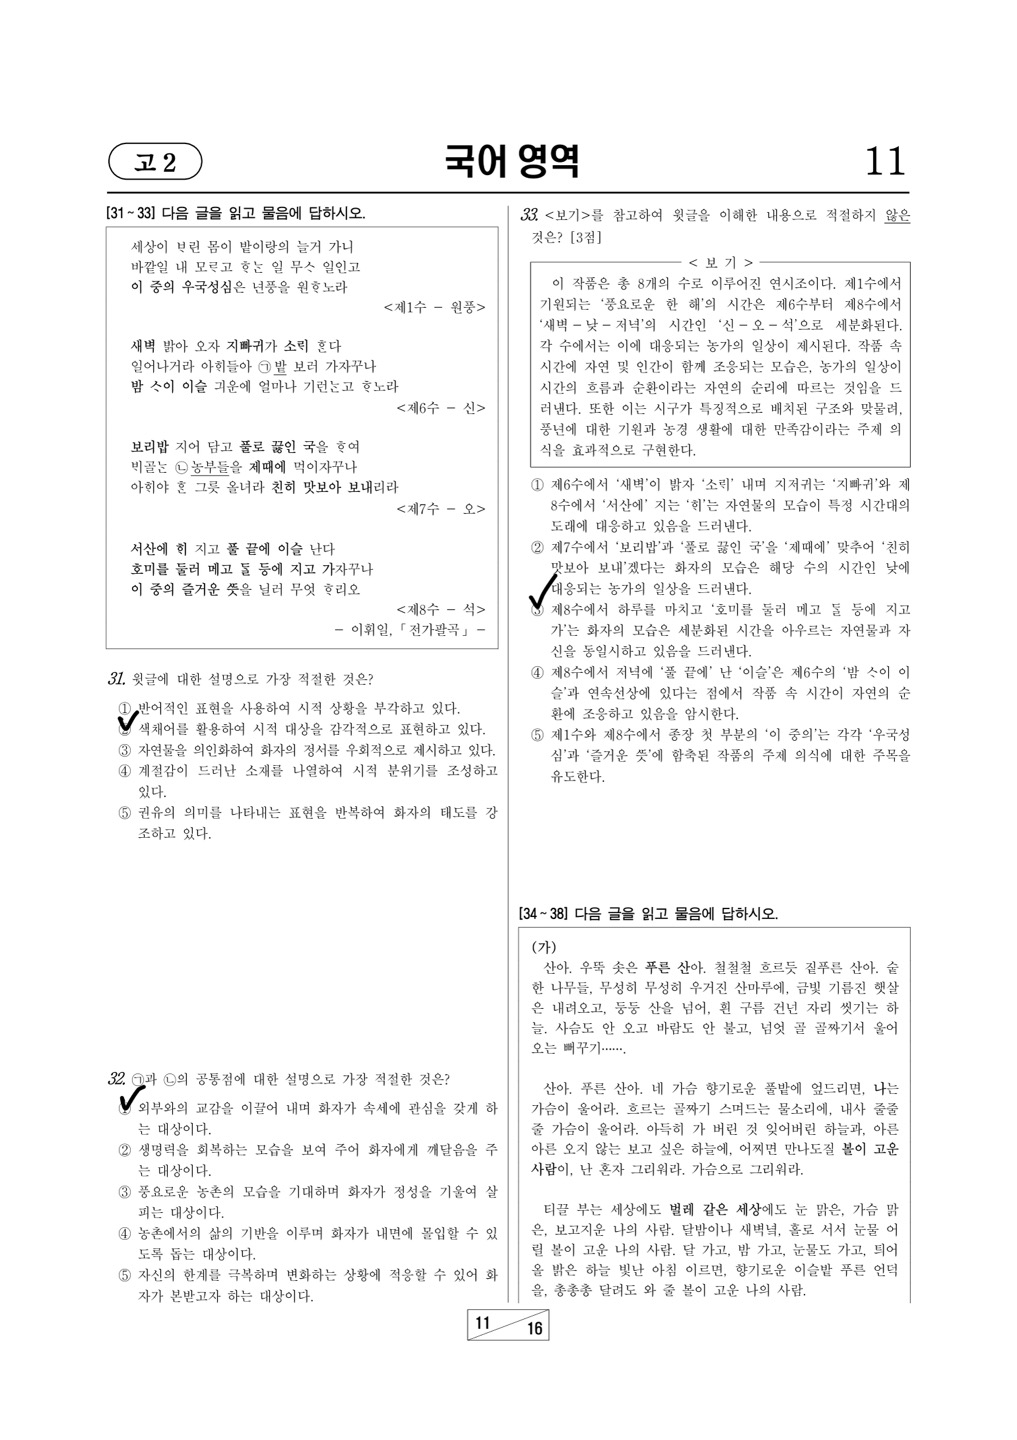 고 2
국어 영역
11
[31~33] 다음 글을 읽고 물음에 답하시오.
세상이 ᄇᆞ린 몸이 밭이랑의 늘거 가니
바깥일 내 모ᄅᆞ고 ᄒᆞᄂᆞᆫ 일 무ᄉᆞ 일인고
이 중의 우국성심은 년풍을 원ᄒᆞ노라
<제1수 - 원풍>
새벽 밝아 오자 지빠귀가 소ᄅᆡ ᄒᆞᆫ다
일어나거라 아ᄒᆡ들아 ㉠밭 보러 가자꾸나
밤 ᄉᆞ이 이슬 긔운에 얼마나 기런ᄂᆞᆫ고 ᄒᆞ노라
<제6수 - 신>
보리밥 지어 담고 풀로 끓인 국을 ᄒᆞ여
ᄇᆡ골ᄂᆞᆫ ㉡농부들을 제때에 먹이자꾸나
아ᄒᆡ야 ᄒᆞᆫ 그릇 올녀라 친히 맛보아 보내리라
<제7수 - 오>
서산에 ᄒᆡ 지고 풀 끝에 이슬 난다
호미를 둘러 메고 ᄃᆞᆯ 등에 지고 가자꾸나
이 중의 즐거운 ᄠᅳᆺ을 닐러 무엇 ᄒᆞ리오
<제8수 - 석>
- 이휘일, 「전가팔곡」 -
31. 윗글에 대한 설명으로 가장 적절한 것은?
① 반어적인 표현을 사용하여 시적 상황을 부각하고 있다.
② 색채어를 활용하여 시적 대상을 감각적으로 표현하고 있다.
③ 자연물을 의인화하여 화자의 정서를 우회적으로 제시하고 있다.
④ 계절감이 드러난 소재를 나열하여 시적 분위기를 조성하고
있다.
⑤ 권유의 의미를 나타내는 표현을 반복하여 화자의 태도를 강
조하고 있다.
32. ㉠과 ㉡의 공통점에 대한 설명으로 가장 적절한 것은?
① 외부와의 교감을 이끌어 내며 화자가 속세에 관심을 갖게 하
는 대상이다.
② 생명력을 회복하는 모습을 보여 주어 화자에게 깨달음을 주
는 대상이다.
③ 풍요로운 농촌의 모습을 기대하며 화자가 정성을 기울여 살
피는 대상이다.
④ 농촌에서의 삶의 기반을 이루며 화자가 내면에 몰입할 수 있
도록 돕는 대상이다.
⑤ 자신의 한계를 극복하며 변화하는 상황에 적응할 수 있어 화
자가 본받고자 하는 대상이다.
33. <보기>를 참고하여 윗글을 이해한 내용으로 적절하지 않은
것은? [3점]
< 보 기 >
이 작품은 총 8개의 수로 이루어진 연시조이다. 제1수에서
기원되는 ‘풍요로운 한 해’의 시간은 제6수부터 제8수에서
‘새벽 - 낮 - 저녁’의 시간인 ‘신 - 오 - 석’으로 세분화된다.
각 수에서는 이에 대응되는 농가의 일상이 제시된다. 작품 속
시간에 자연 및 인간이 함께 조응되는 모습은, 농가의 일상이
시간의 흐름과 순환이라는 자연의 순리에 따르는 것임을 드
러낸다. 또한 이는 시구가 특징적으로 배치된 구조와 맞물려,
풍년에 대한 기원과 농경 생활에 대한 만족감이라는 주제 의
식을 효과적으로 구현한다.
① 제6수에서 ‘새벽’이 밝자 ‘소ᄅᆡ’ 내며 지저귀는 ‘지빠귀’와 제
8수에서 ‘서산에’ 지는 ‘ᄒᆡ’는 자연물의 모습이 특정 시간대의
도래에 대응하고 있음을 드러낸다.
② 제7수에서 ‘보리밥’과 ‘풀로 끓인 국’을 ‘제때에’ 맞추어 ‘친히
맛보아 보내’겠다는 화자의 모습은 해당 수의 시간인 낮에
대응되는 농가의 일상을 드러낸다.
③ 제8수에서 하루를 마치고 ‘호미를 둘러 메고 ᄃᆞᆯ 등에 지고
가’는 화자의 모습은 세분화된 시간을 아우르는 자연물과 자
신을 동일시하고 있음을 드러낸다.
④ 제8수에서 저녁에 ‘풀 끝에’ 난 ‘이슬’은 제6수의 ‘밤 ᄉᆞ이 이
슬’과 연속선상에 있다는 점에서 작품 속 시간이 자연의 순
환에 조응하고 있음을 암시한다.
⑤ 제1수와 제8수에서 종장 첫 부분의 ‘이 중의’는 각각 ‘우국성
심’과 ‘즐거운 ᄠᅳᆺ’에 함축된 작품의 주제 의식에 대한 주목을
유도한다.
[34~38] 다음 글을 읽고 물음에 답하시오.
(가)
산아. 우뚝 솟은 푸른 산아. 철철철 흐르듯 짙푸른 산아. 숱
한 나무들, 무성히 무성히 우거진 산마루에, 금빛 기름진 햇살
은 내려오고, 둥둥 산을 넘어, 흰 구름 건넌 자리 씻기는 하
늘. 사슴도 안 오고 바람도 안 불고, 넘엇 골 골짜기서 울어
오는 뻐꾸기…….
산아. 푸른 산아. 네 가슴 향기로운 풀밭에 엎드리면, 나는
가슴이 울어라. 흐르는 골짜기 스며드는 물소리에, 내사 줄줄
줄 가슴이 울어라. 아득히 가 버린 것 잊어버린 하늘과, 아른
아른 오지 않는 보고 싶은 하늘에, 어찌면 만나도질 볼이 고운
사람이, 난 혼자 그리워라. 가슴으로 그리워라.
티끌 부는 세상에도 벌레 같은 세상에도 눈 맑은, 가슴 맑
은, 보고지운 나의 사람. 달밤이나 새벽녘, 홀로 서서 눈물 어
릴 볼이 고운 나의 사람. 달 가고, 밤 가고, 눈물도 가고, 틔어
올 밝은 하늘 빛난 아침 이르면, 향기로운 이슬밭 푸른 언덕
을, 총총총 달려도 와 줄 볼이 고운 나의 사람.
11
16